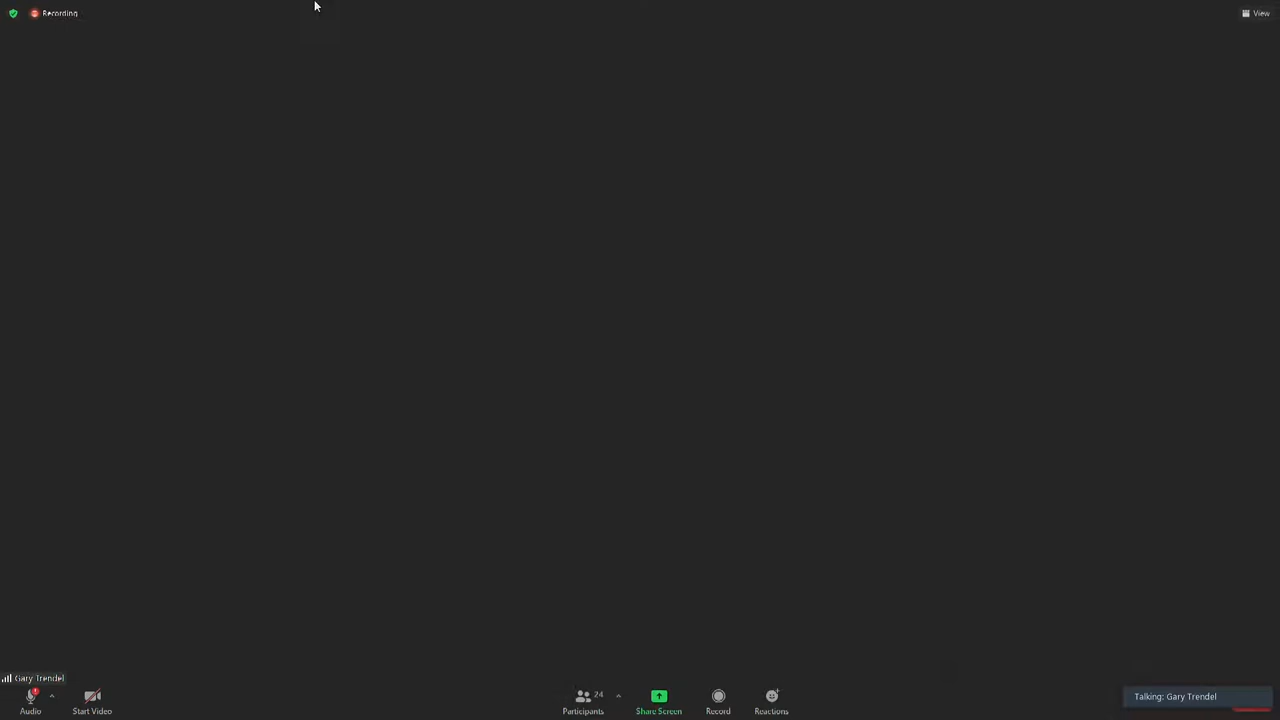 Recording
View
Gary Trendel
Audio
Start Video
24
Participants
Share Screen
Record
Reactions
Talking: Gary Trendel